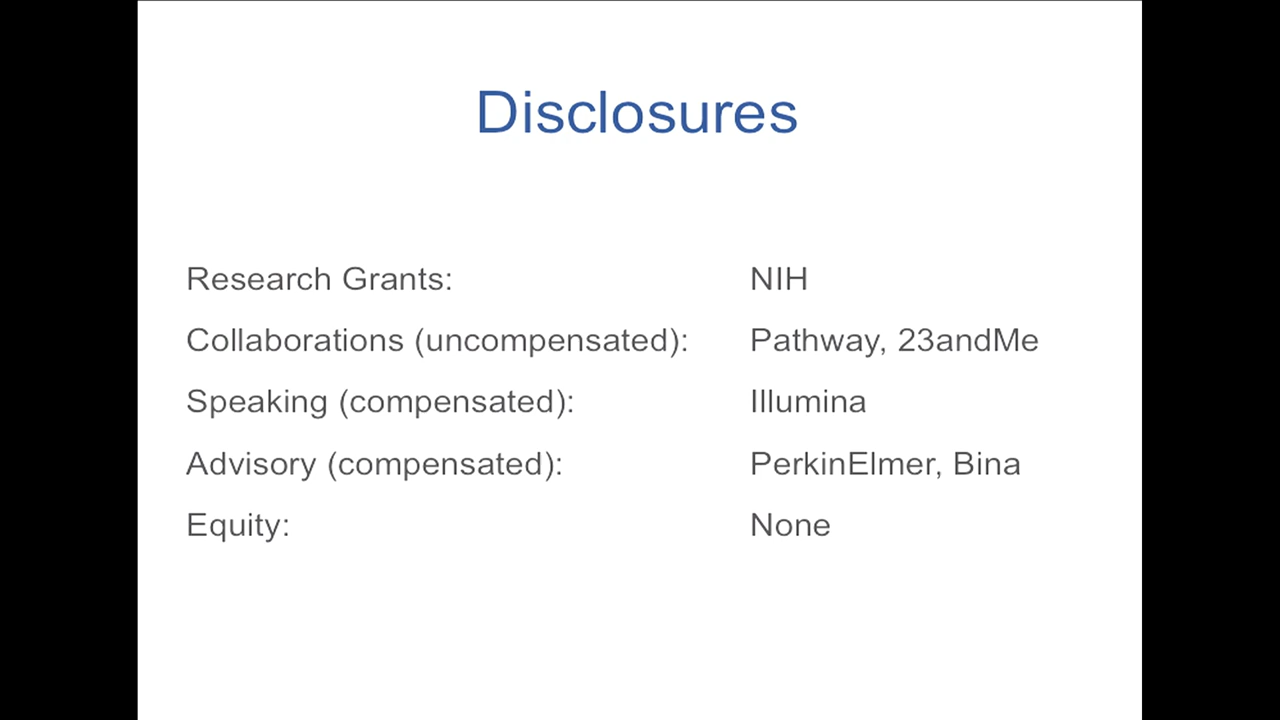 Disclosures
Research Grants: NIH
Collaborations (uncompensated): Pathway, 23andMe
Speaking (compensated): Illumina
Advisory (compensated): PerkinElmer, Bina
Equity: None